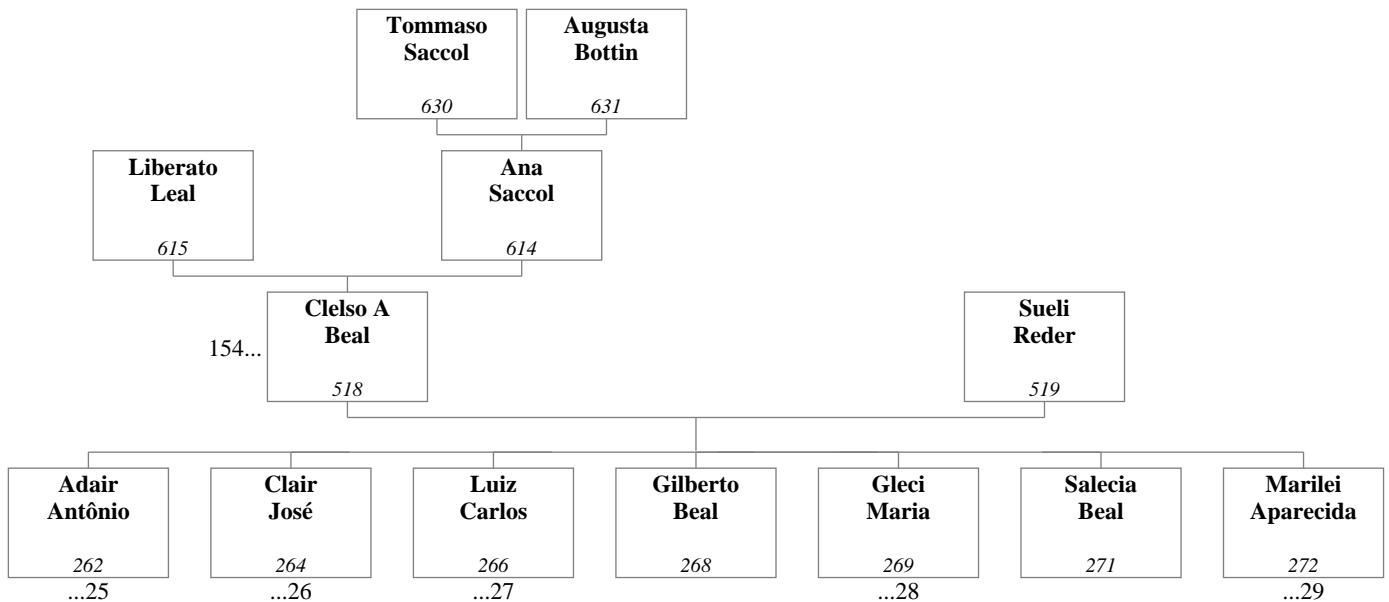 Tommaso
Saccol
630
Augusta
Bottin
631
Liberato
Leal
615
Ana
Saccol
614
154...
Clelso A
Beal
518
Sueli
Reder
519
Adair
Antônio
262
...25
Clair
José
264
...26
Luiz
Carlos
266
...27
Gilberto
Beal
268
Gleci
Maria
269
...28
Salecia
Beal
271
Marilei
Aparecida
272
...29